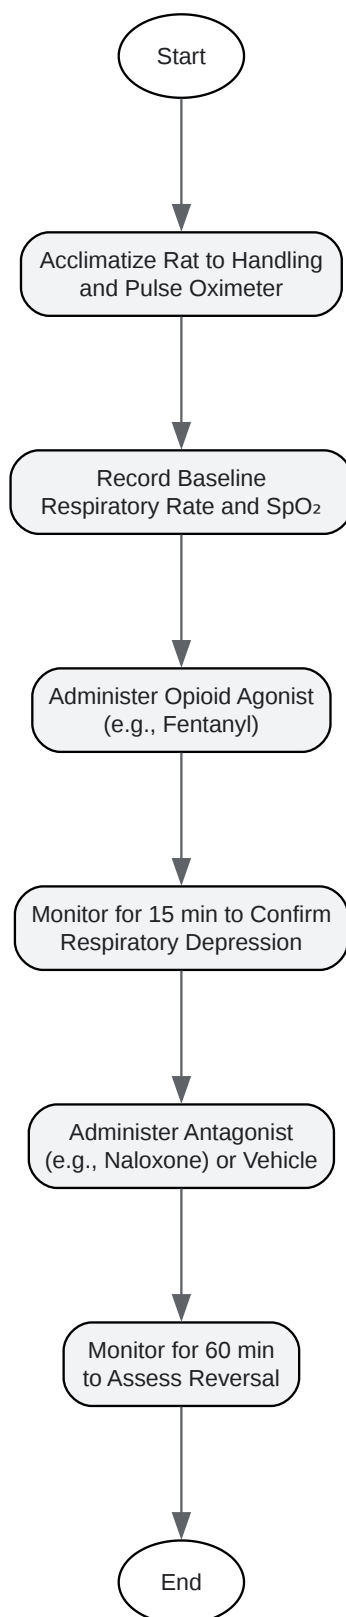 Start
Acclimatize Rat to Handling
and Pulse Oximeter
Record Baseline
Respiratory Rate and SpO₂
Administer Opioid Agonist
(e.g., Fentanyl)
Monitor for 15 min to Confirm
Respiratory Depression
Administer Antagonist
(e.g., Naloxone) or Vehicle
Monitor for 60 min
to Assess Reversal
End